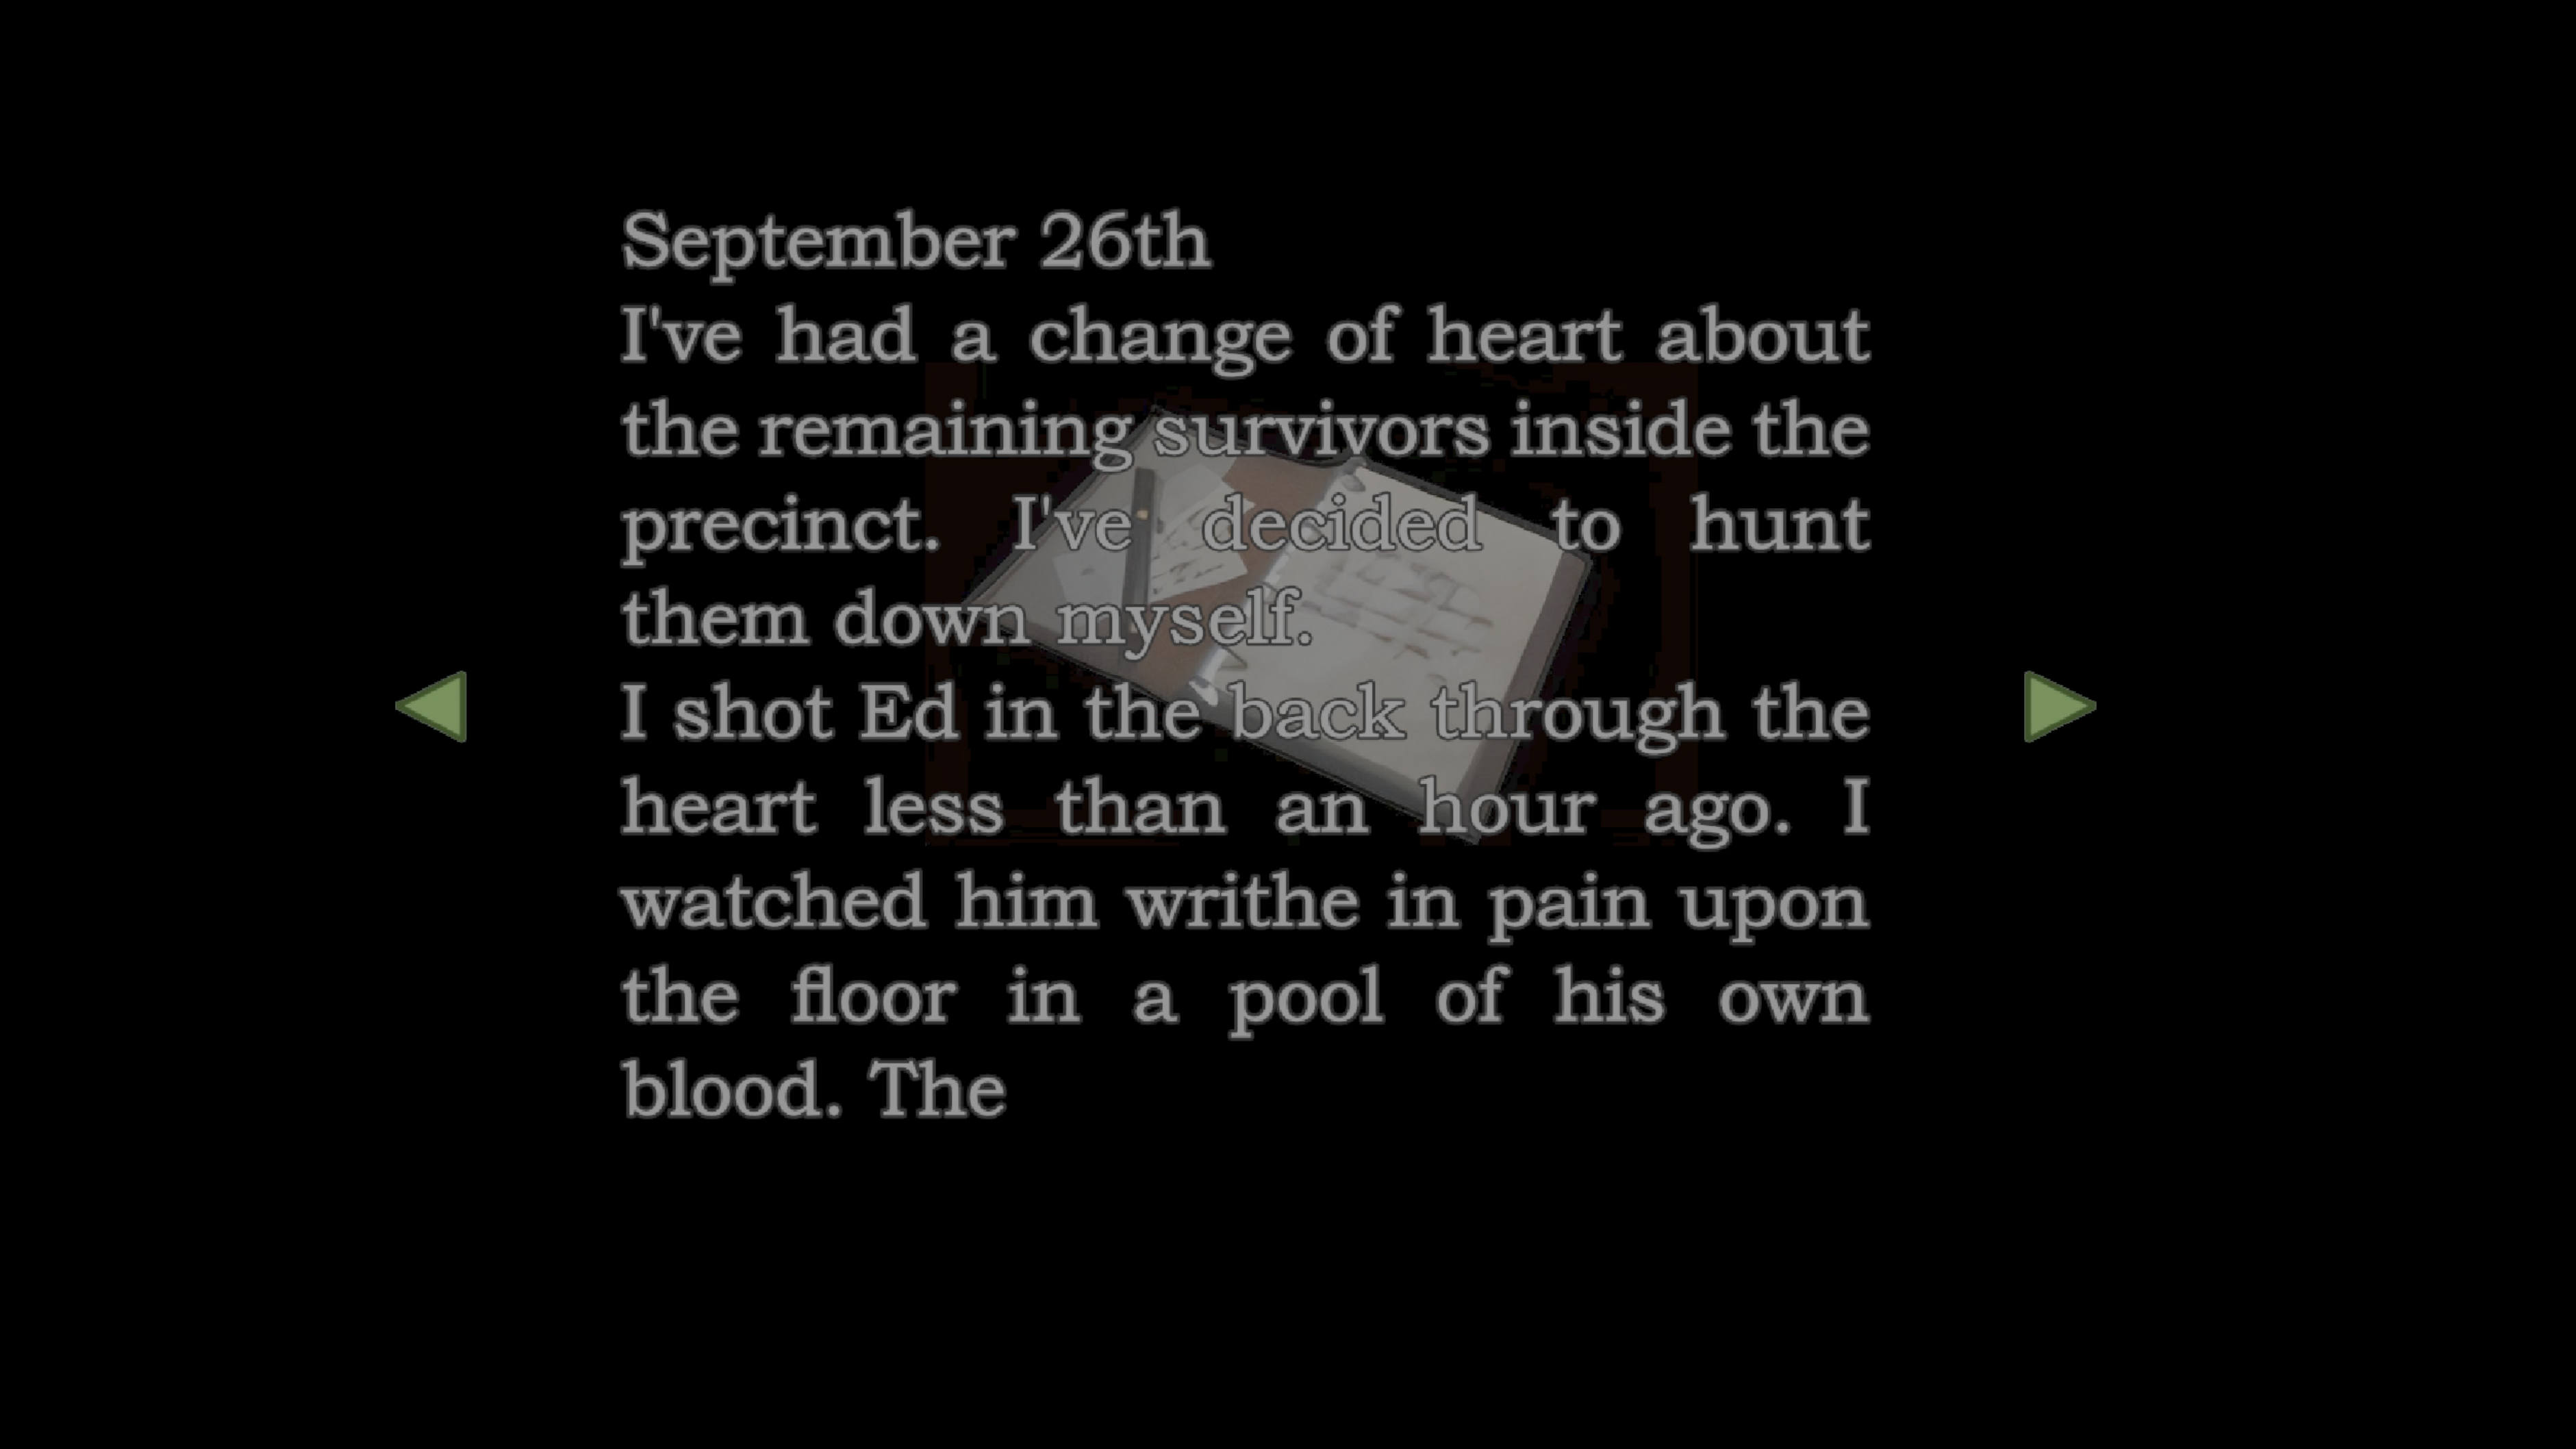 September 26th
I've had a change of heart about
the remaining survivors inside the
precinct. I've decided to hunt
them down myself.
I shot Ed in the back through the
heart less than an hour ago. I
watched him writhe in pain upon
the floor in a pool of his own
blood. The